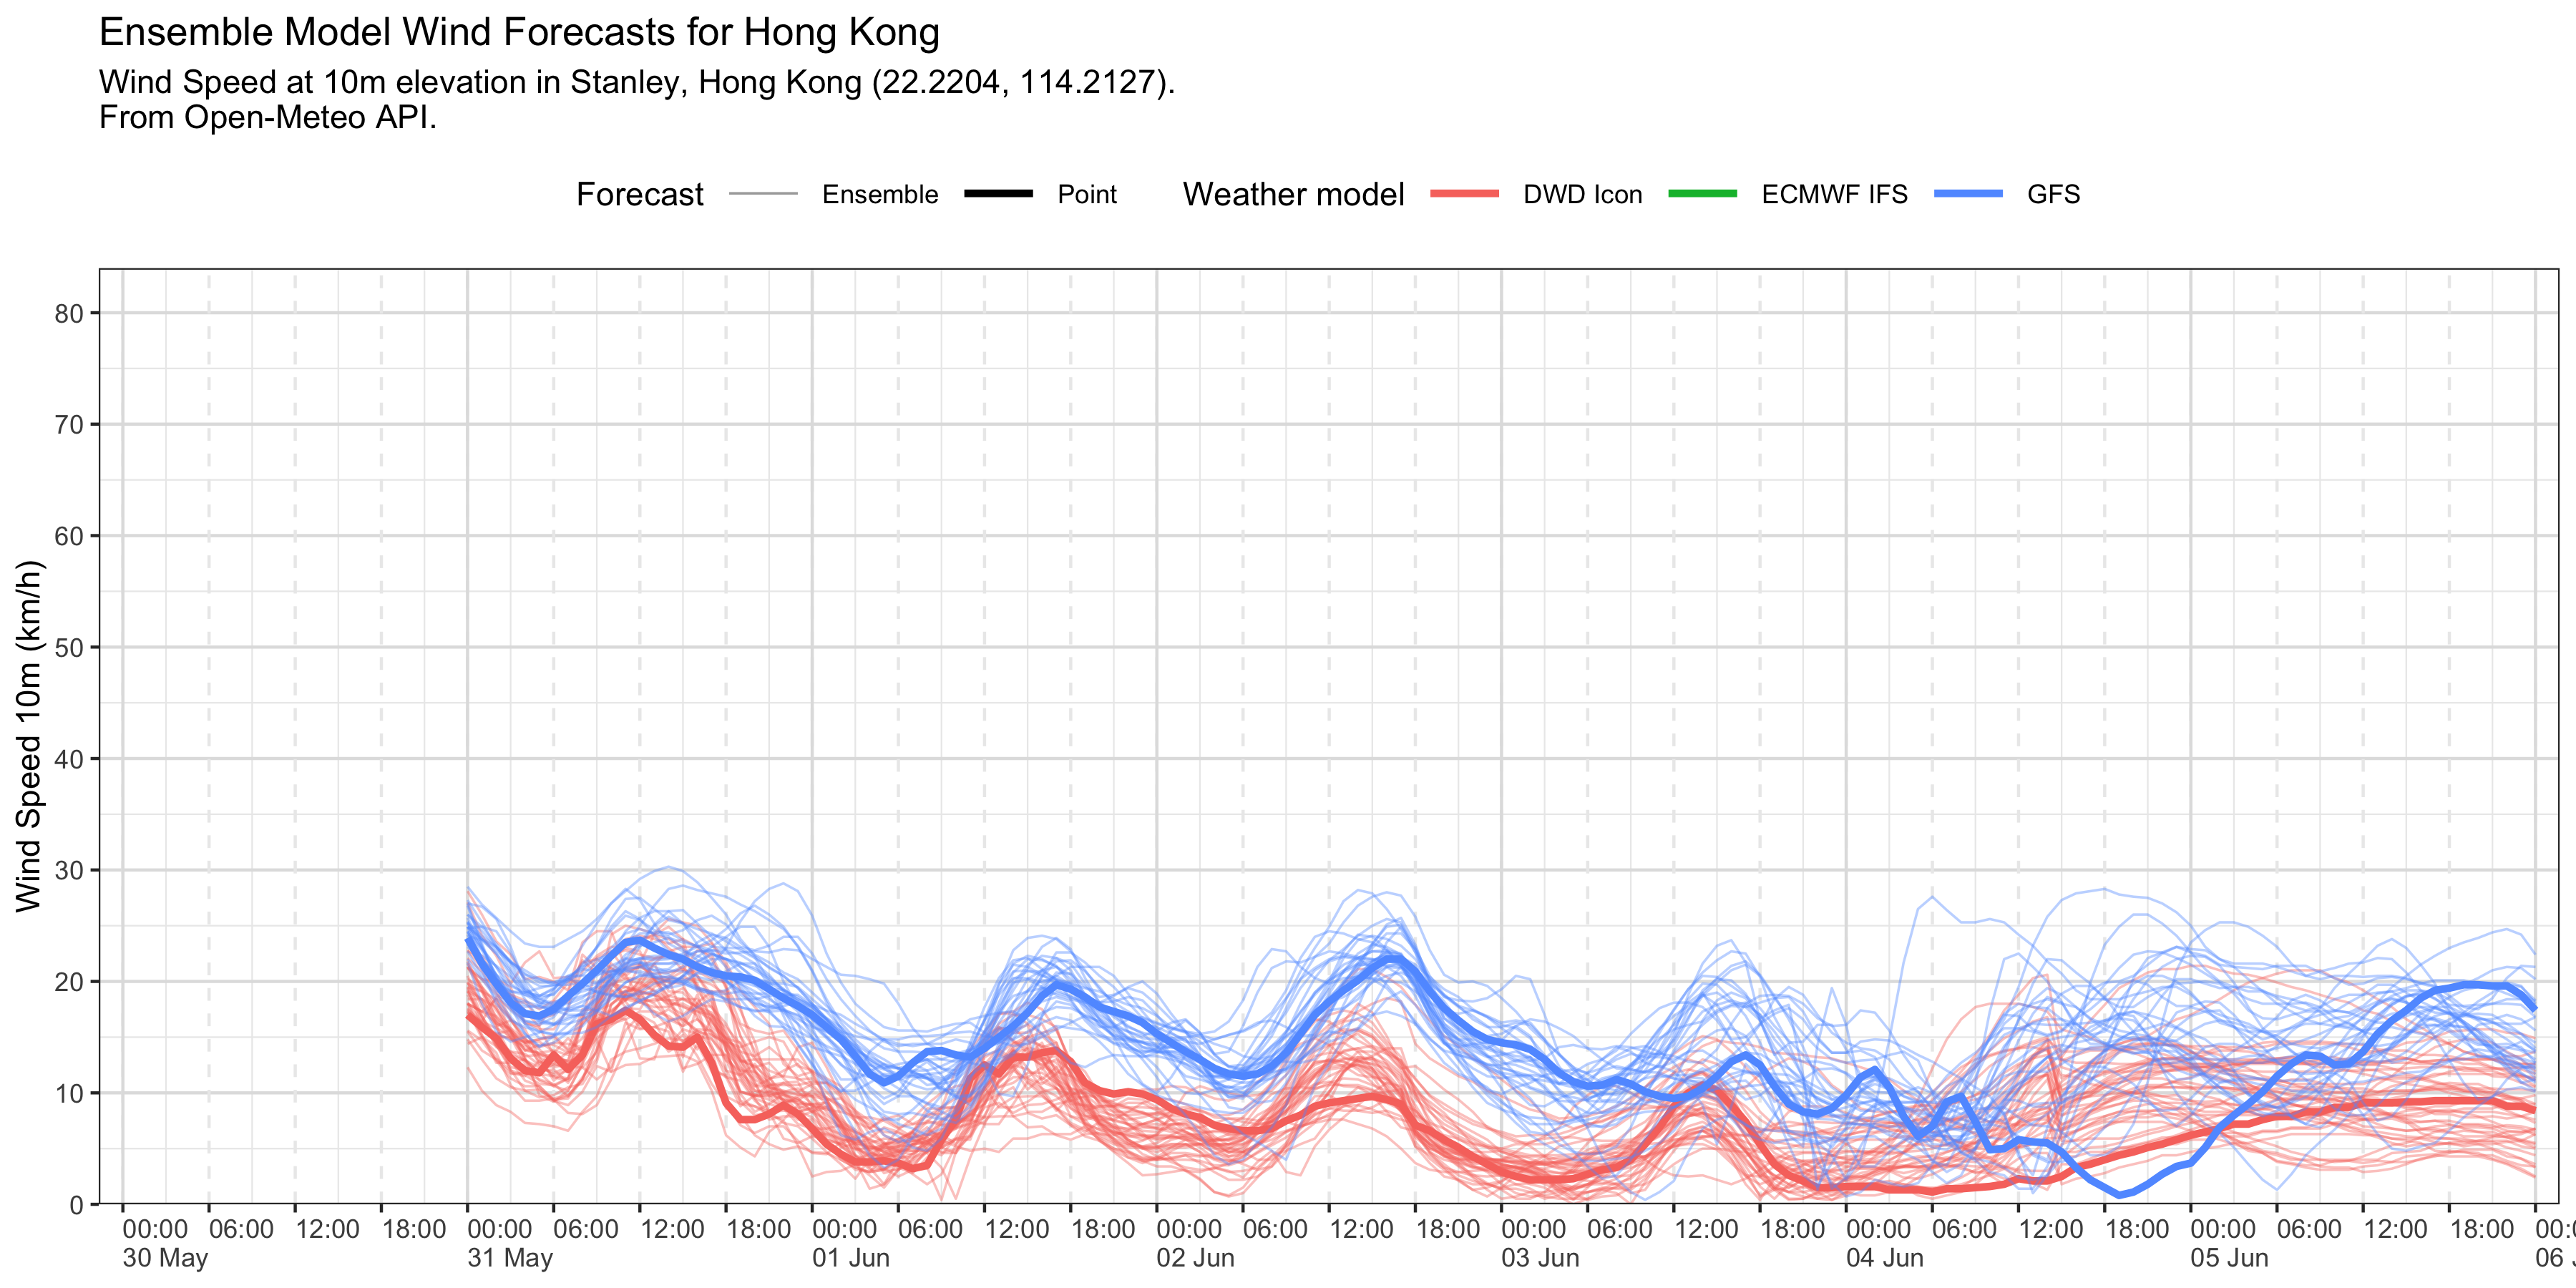 Ensemble Model Wind Forecasts for Hong Kong
Wind Speed at 10m elevation in Stanley, Hong Kong (22.2204, 114.2127).
From Open-Meteo API.
Forecast Ensemble Point Weather model DWD Icon ECMWF IFS GFS
Wind Speed 10m (km/h)
80
70
60
50
40
30
20
10
0
00:00 06:00 12:00 18:00 00:00 06:00 12:00 18:00 00:00 06:00 12:00 18:00 00:00 06:00 12:00 18:00 00:00 06:00 12:00 18:00 00:00 06:00 12:00 18:00 00:00 06:00 12:00 18:00
30 May 31 May 01 Jun 02 Jun 03 Jun 04 Jun 05 Jun 06